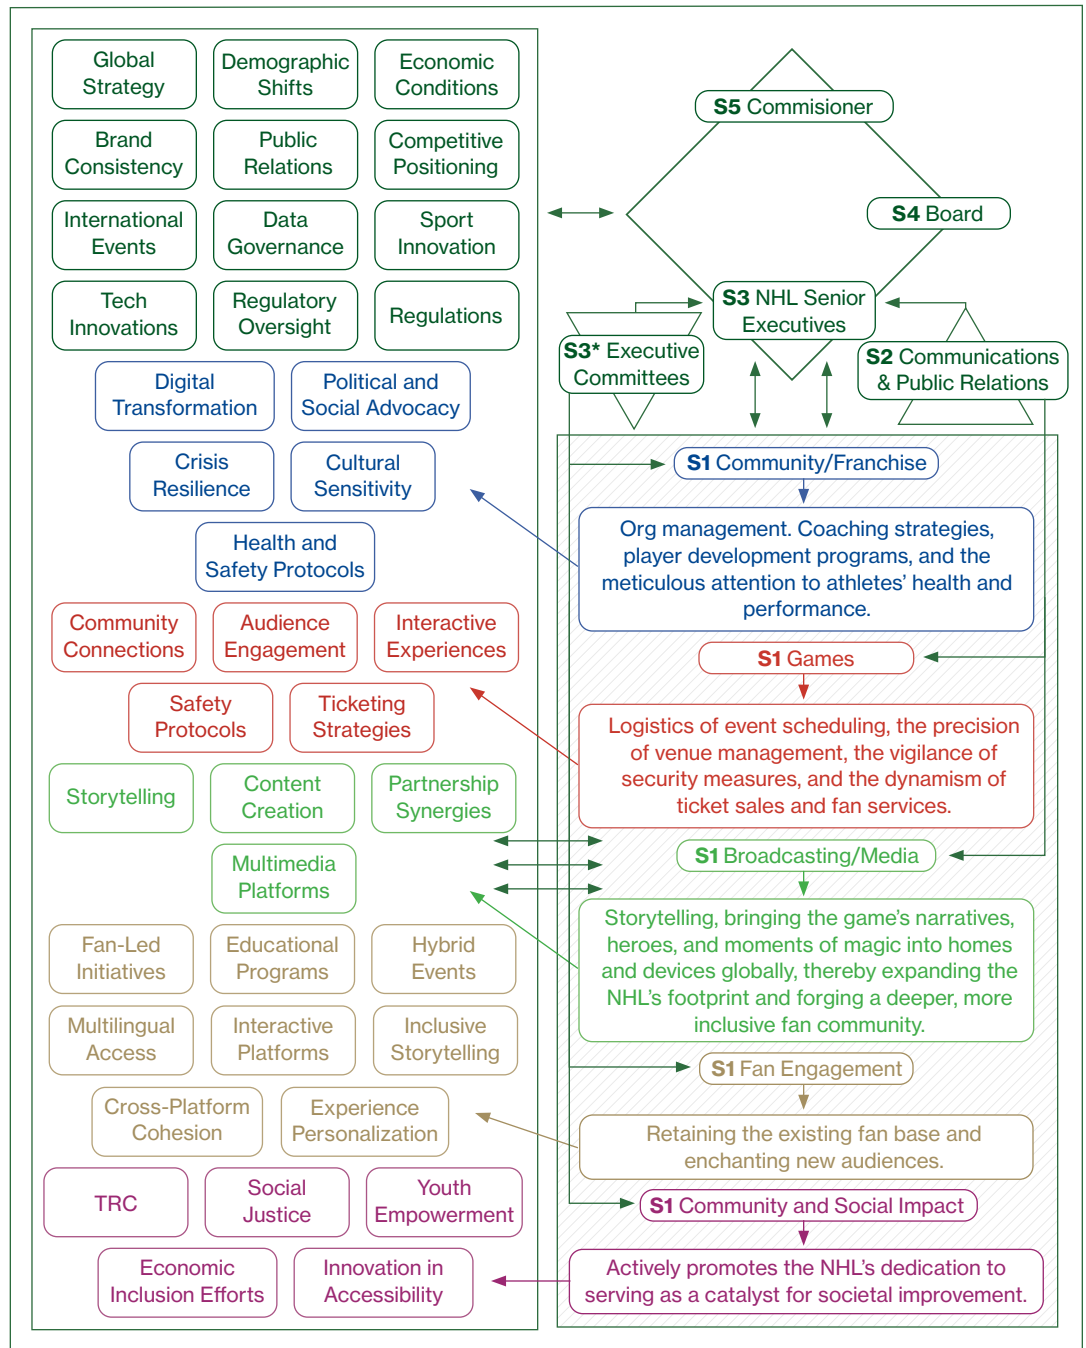 Global
Strategy
Demographic
Shifts
Economic
Conditions
Brand
Consistency
Public
Relations
Competitive
Positioning
International
Events
Data
Governance
Sport
Innovation
Tech
Innovations
Regulatory
Oversight
Regulations
Digital
Transformation
Political and
Social Advocacy
Crisis
Resilience
Cultural
Sensitivity
Health and
Safety Protocols
Community
Connections
Audience
Engagement
Interactive
Experiences
Safety
Protocols
Ticketing
Strategies
Storytelling
Content
Creation
Partnership
Synergies
Multimedia
Platforms
Fan-Led
Initiatives
Educational
Programs
Hybrid
Events
Multilingual
Access
Interactive
Platforms
Inclusive
Storytelling
Cross-Platform
Cohesion
Experience
Personalization
TRC
Social
Justice
Youth
Empowerment
Economic
Inclusion Efforts
Innovation in
Accessibility
S5 Commisioner
S4 Board
S3 NHL Senior
Executives
S3* Executive
Committees
S2 Communications
& Public Relations
S1 Community/Franchise
Org management. Coaching strategies,
player development programs, and the
meticulous attention to athletes' health and
performance.
S1 Games
Logistics of event scheduling, the precision
of venue management, the vigilance of
security measures, and the dynamism of
ticket sales and fan services.
S1 Broadcasting/Media
Storytelling, bringing the game's narratives,
heroes, and moments of magic into homes
and devices globally, thereby expanding the
NHL's footprint and forging a deeper, more
inclusive fan community.
S1 Fan Engagement
Retaining the existing fan base and
enchanting new audiences.
S1 Community and Social Impact
Actively promotes the NHL's dedication to
serving as a catalyst for societal improvement.